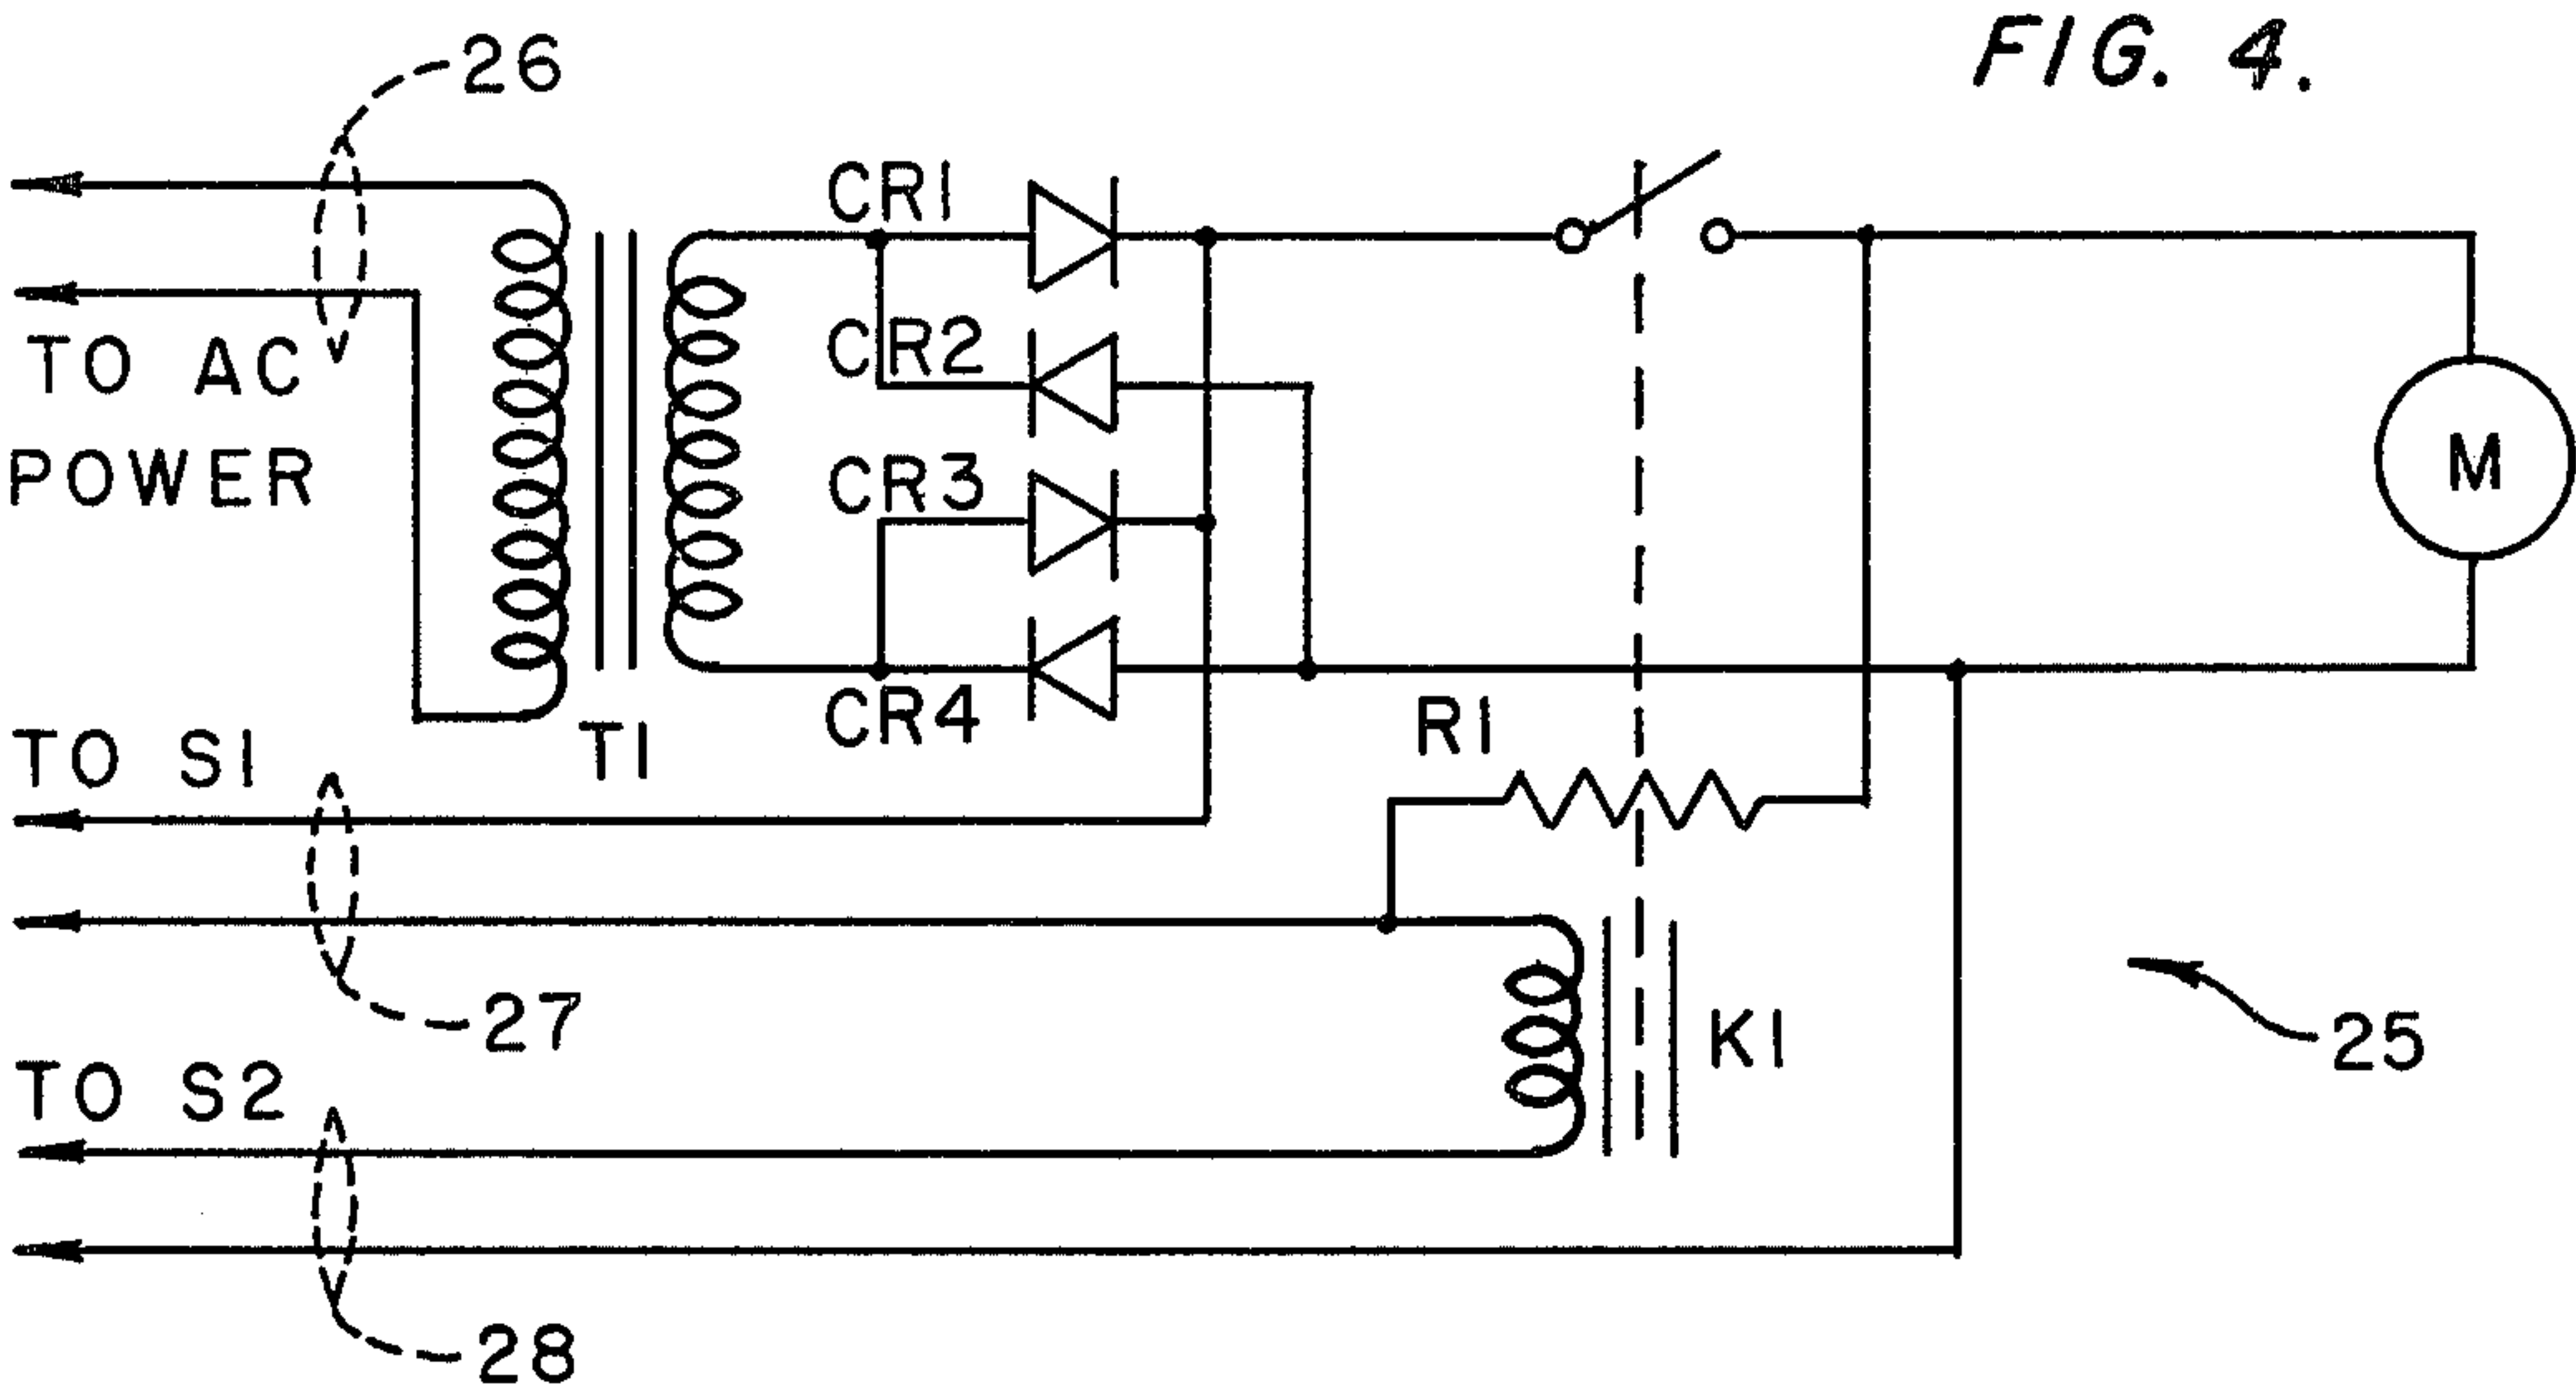 FIG. 4.
26
CR1
CR2
TO AC
POWER
CR3
M
CR4
R1
T1
TO S1
27
K1
25
TO S2
28